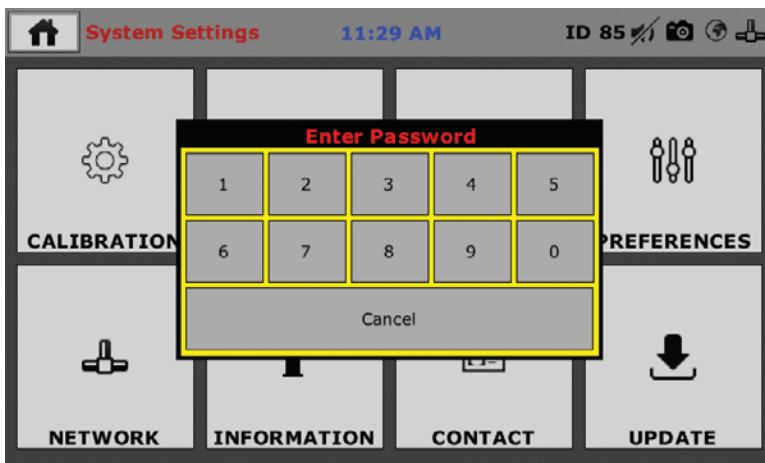 System Settings 11:29 AM ID 85
Enter Password
1 2 3 4 5
CALIBRATION PREFERENCES
6 7 8 9 0
Cancel
NETWORK INFORMATION CONTACT UPDATE